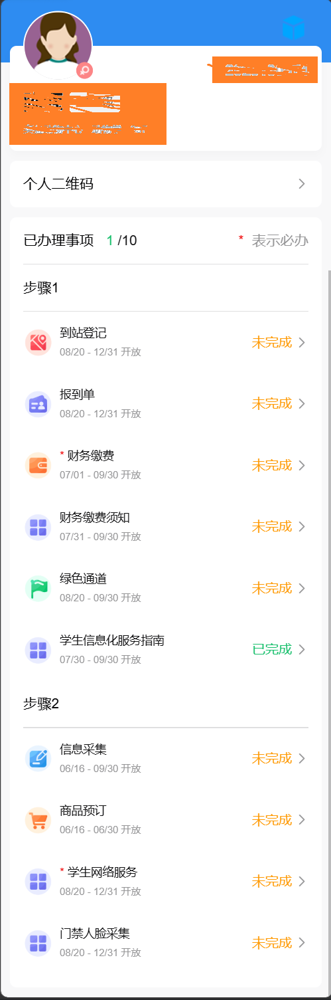 个人二维码
已办理事项 1 /10 * 表示必办
步骤1
到站登记
08/20 - 12/31 开放
未完成
报到单
08/20 - 12/31 开放
未完成
* 财务缴费
07/01 - 09/30 开放
未完成
财务缴费须知
07/31 - 09/30 开放
未完成
绿色通道
08/20 - 09/30 开放
未完成
学生信息化服务指南
07/30 - 09/30 开放
已完成
步骤2
信息采集
06/16 - 09/30 开放
未完成
商品预订
06/16 - 06/30 开放
未完成
* 学生网络服务
08/20 - 12/31 开放
未完成
门禁人脸采集
08/20 - 12/31 开放
未完成